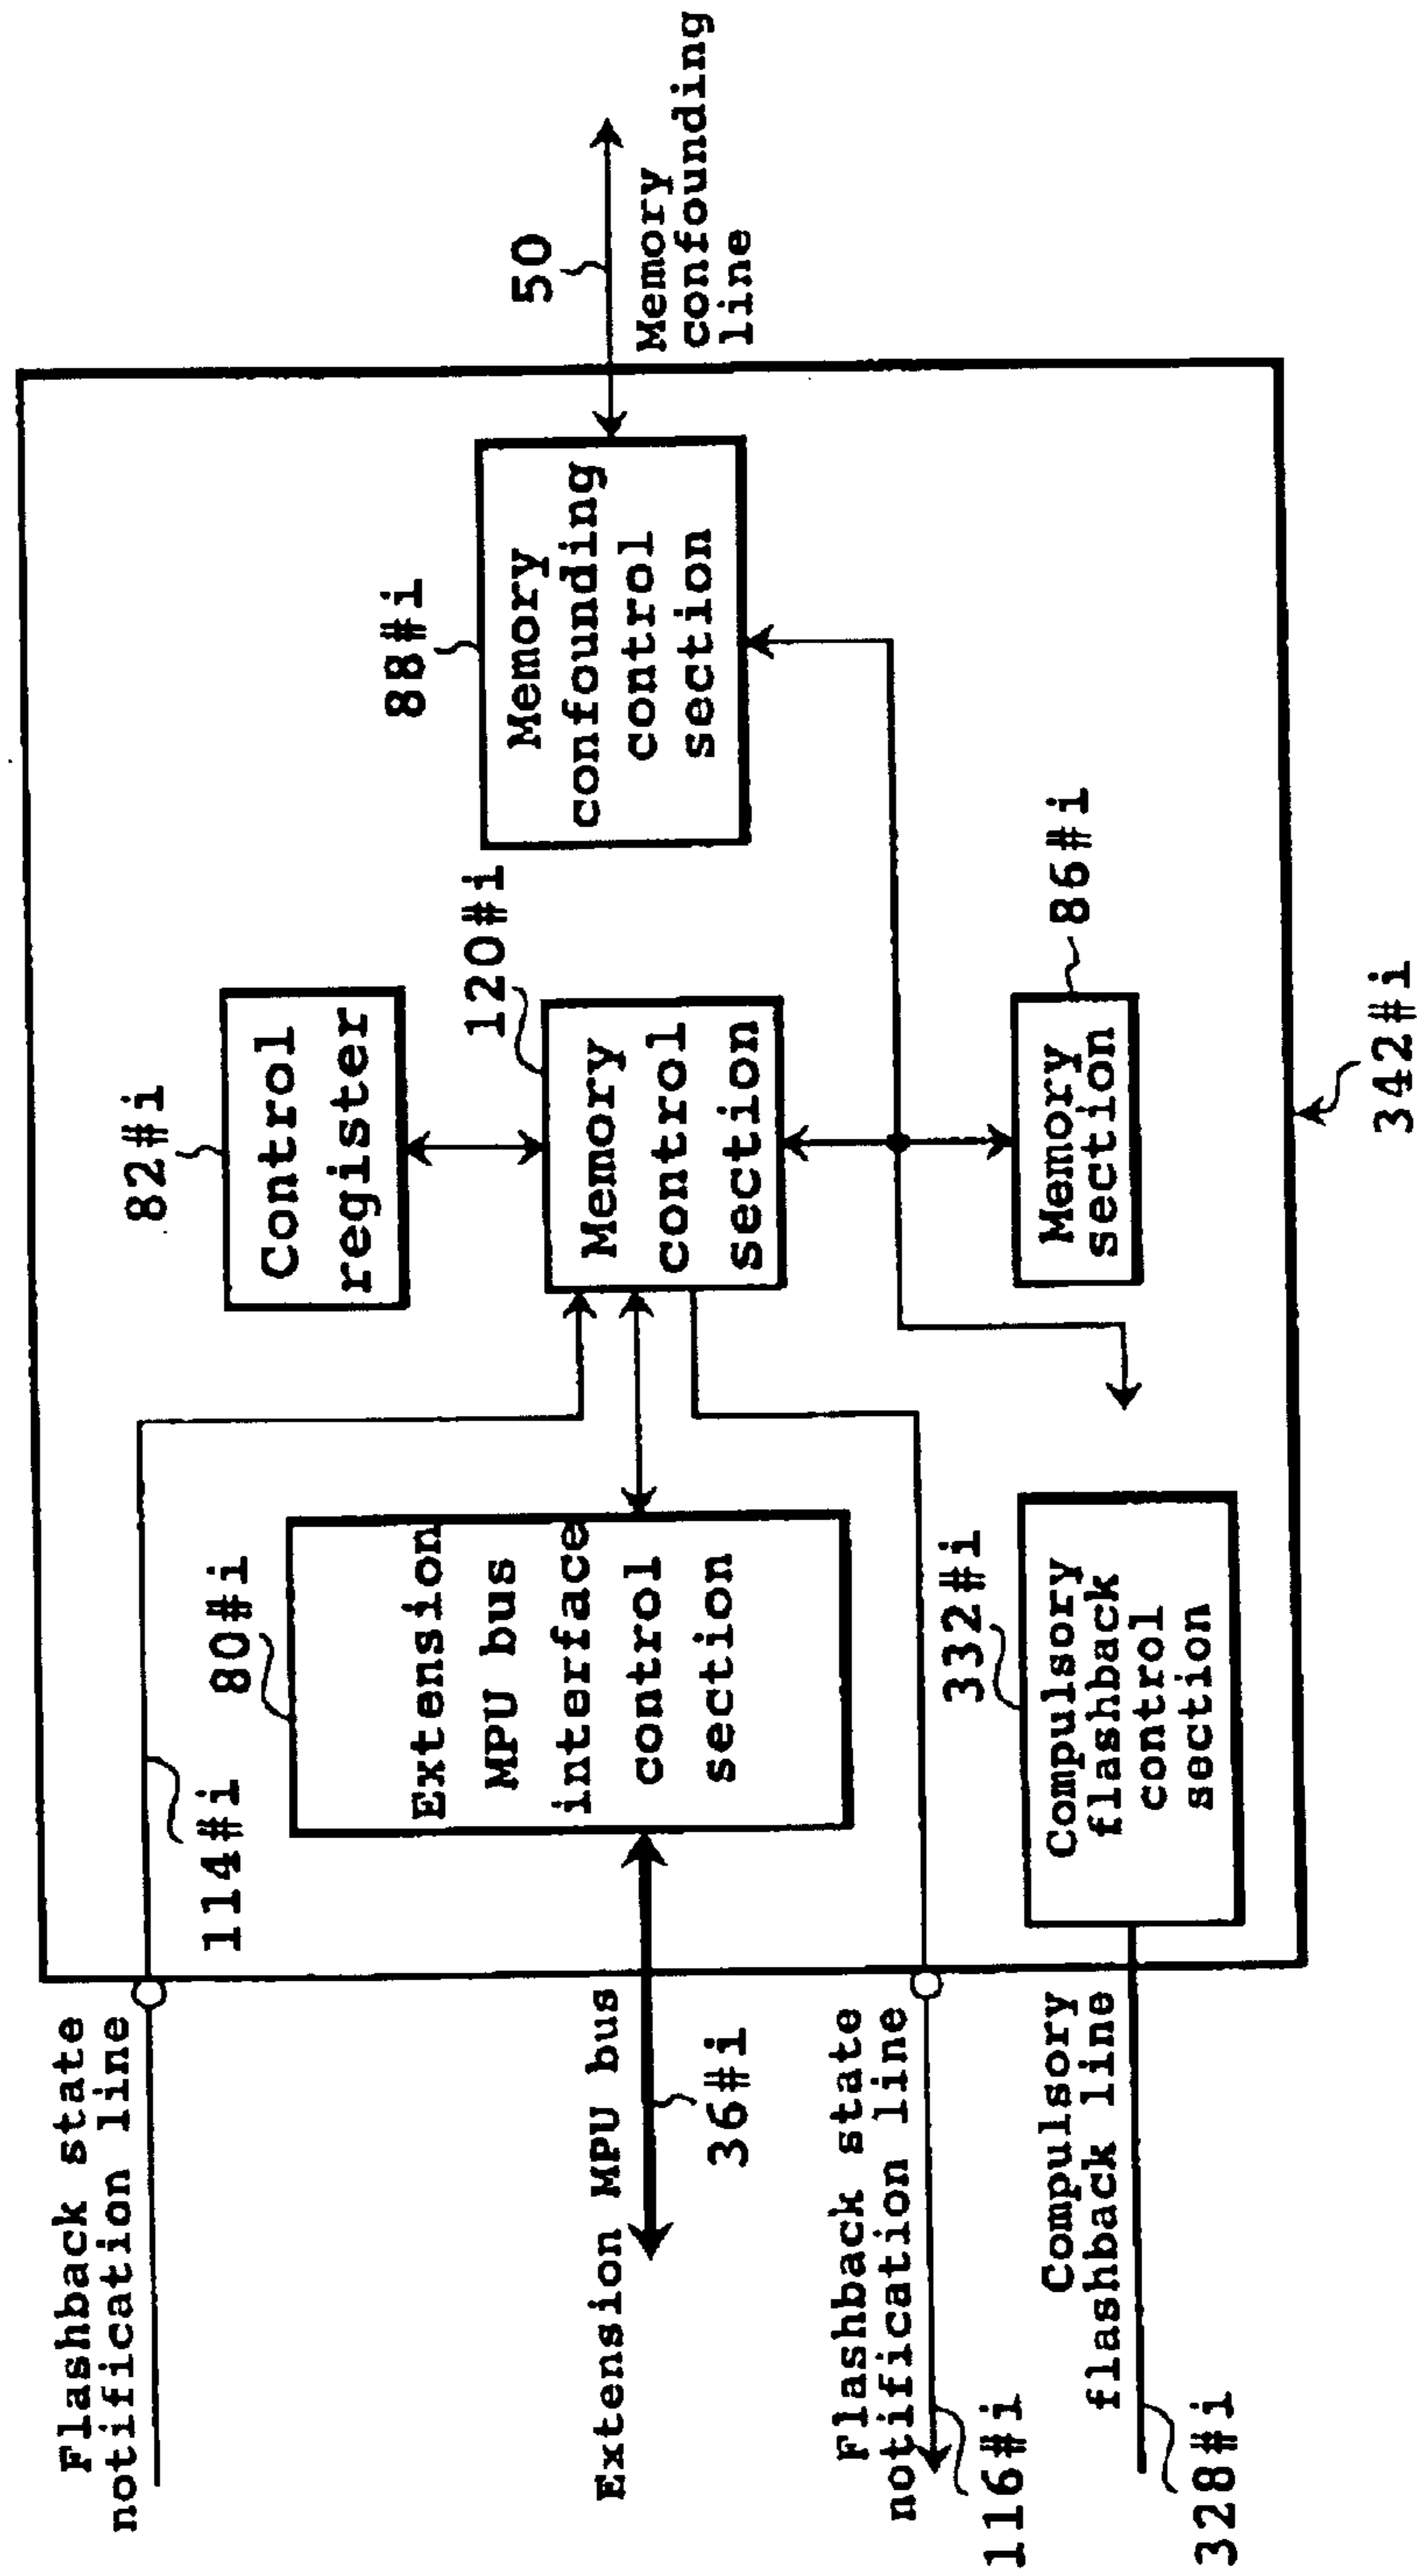 Flashback state
notification line
114#i
Extension MPU bus
36#i
Flashback state
notification line
116#i
Compulsory
flashback line
328#i
80#i
Extension
MPU bus
interface
control
section
332#i
Compulsory
flashback
control
section
82#i
Control
register
120#i
Memory
control
section
86#i
Memory
section
88#i
Memory
confounding
control
section
50
Memory
confounding
line
342#i